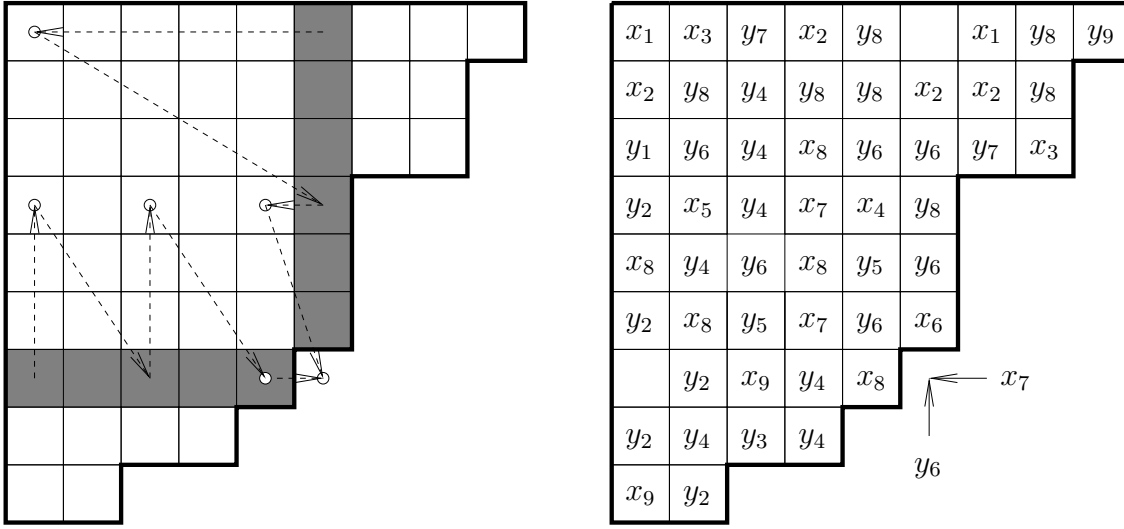 x₁ x₃ y₇ x₂ y₈ x₁ y₈ y₉
x₂ y₈ y₄ y₈ y₈ x₂ x₂ y₈
y₁ y₆ y₄ x₈ y₆ y₆ y₇ x₃
y₂ x₅ y₄ x₇ x₄ y₈
x₈ y₄ y₆ x₈ y₅ y₆
y₂ x₈ y₅ x₇ y₆ x₆
y₂ x₉ y₄ x₈ x₇
y₂ y₄ y₃ y₄
y₆
x₉ y₂